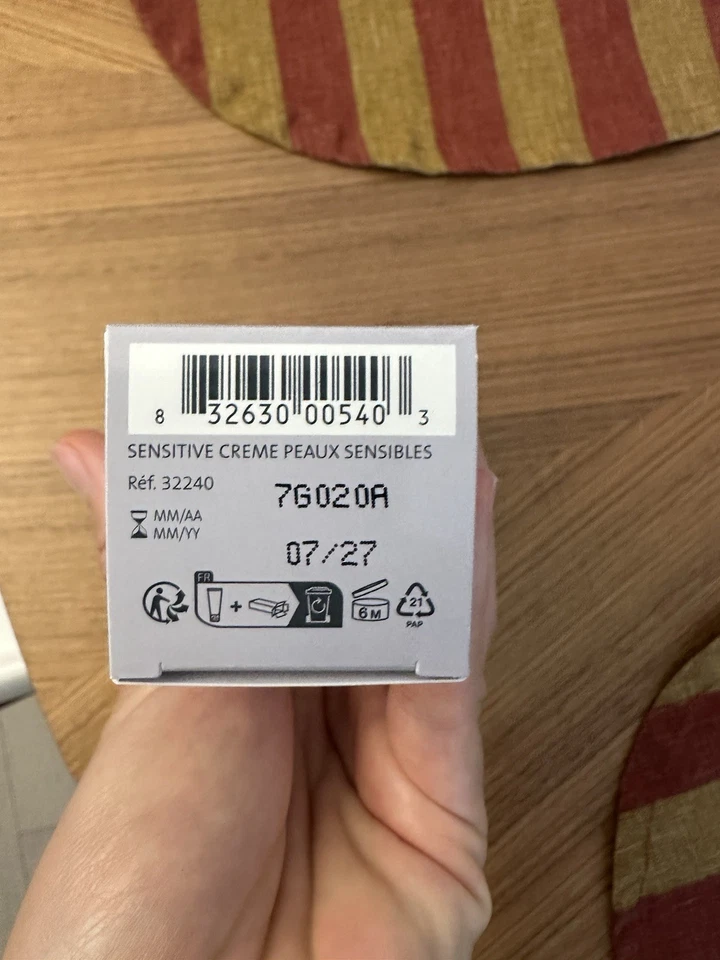 8 32630 00540 3
SENSITIVE CREME PEAUX SENSIBLES
Réf. 32240
7G020A
MM/AA
MM/YY
07/27
FR
+
6 M
21
PAP